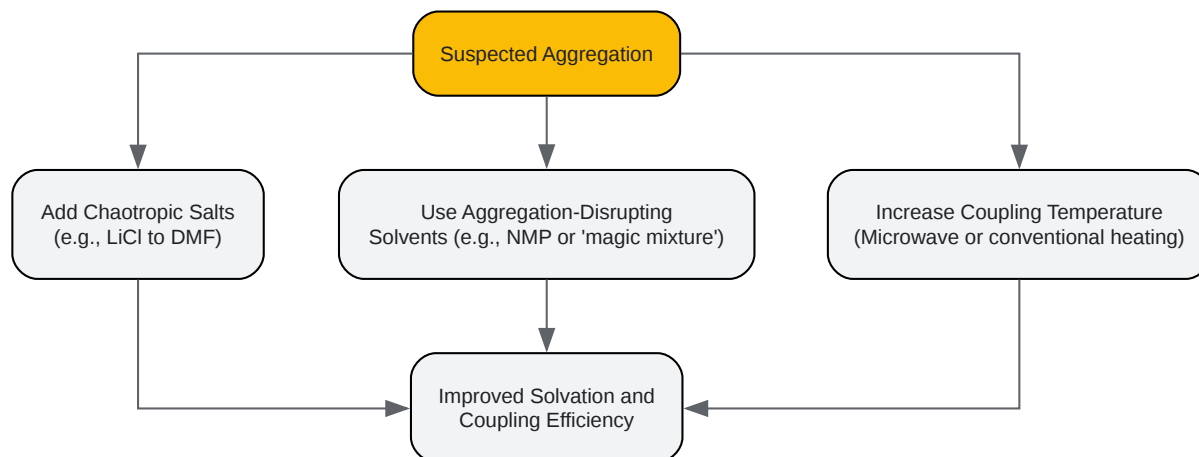 Suspected Aggregation
Add Chaotropic Salts
(e.g., LiCl to DMF)
Use Aggregation-Disrupting
Solvents (e.g., NMP or 'magic mixture')
Increase Coupling Temperature
(Microwave or conventional heating)
Improved Solvation and
Coupling Efficiency